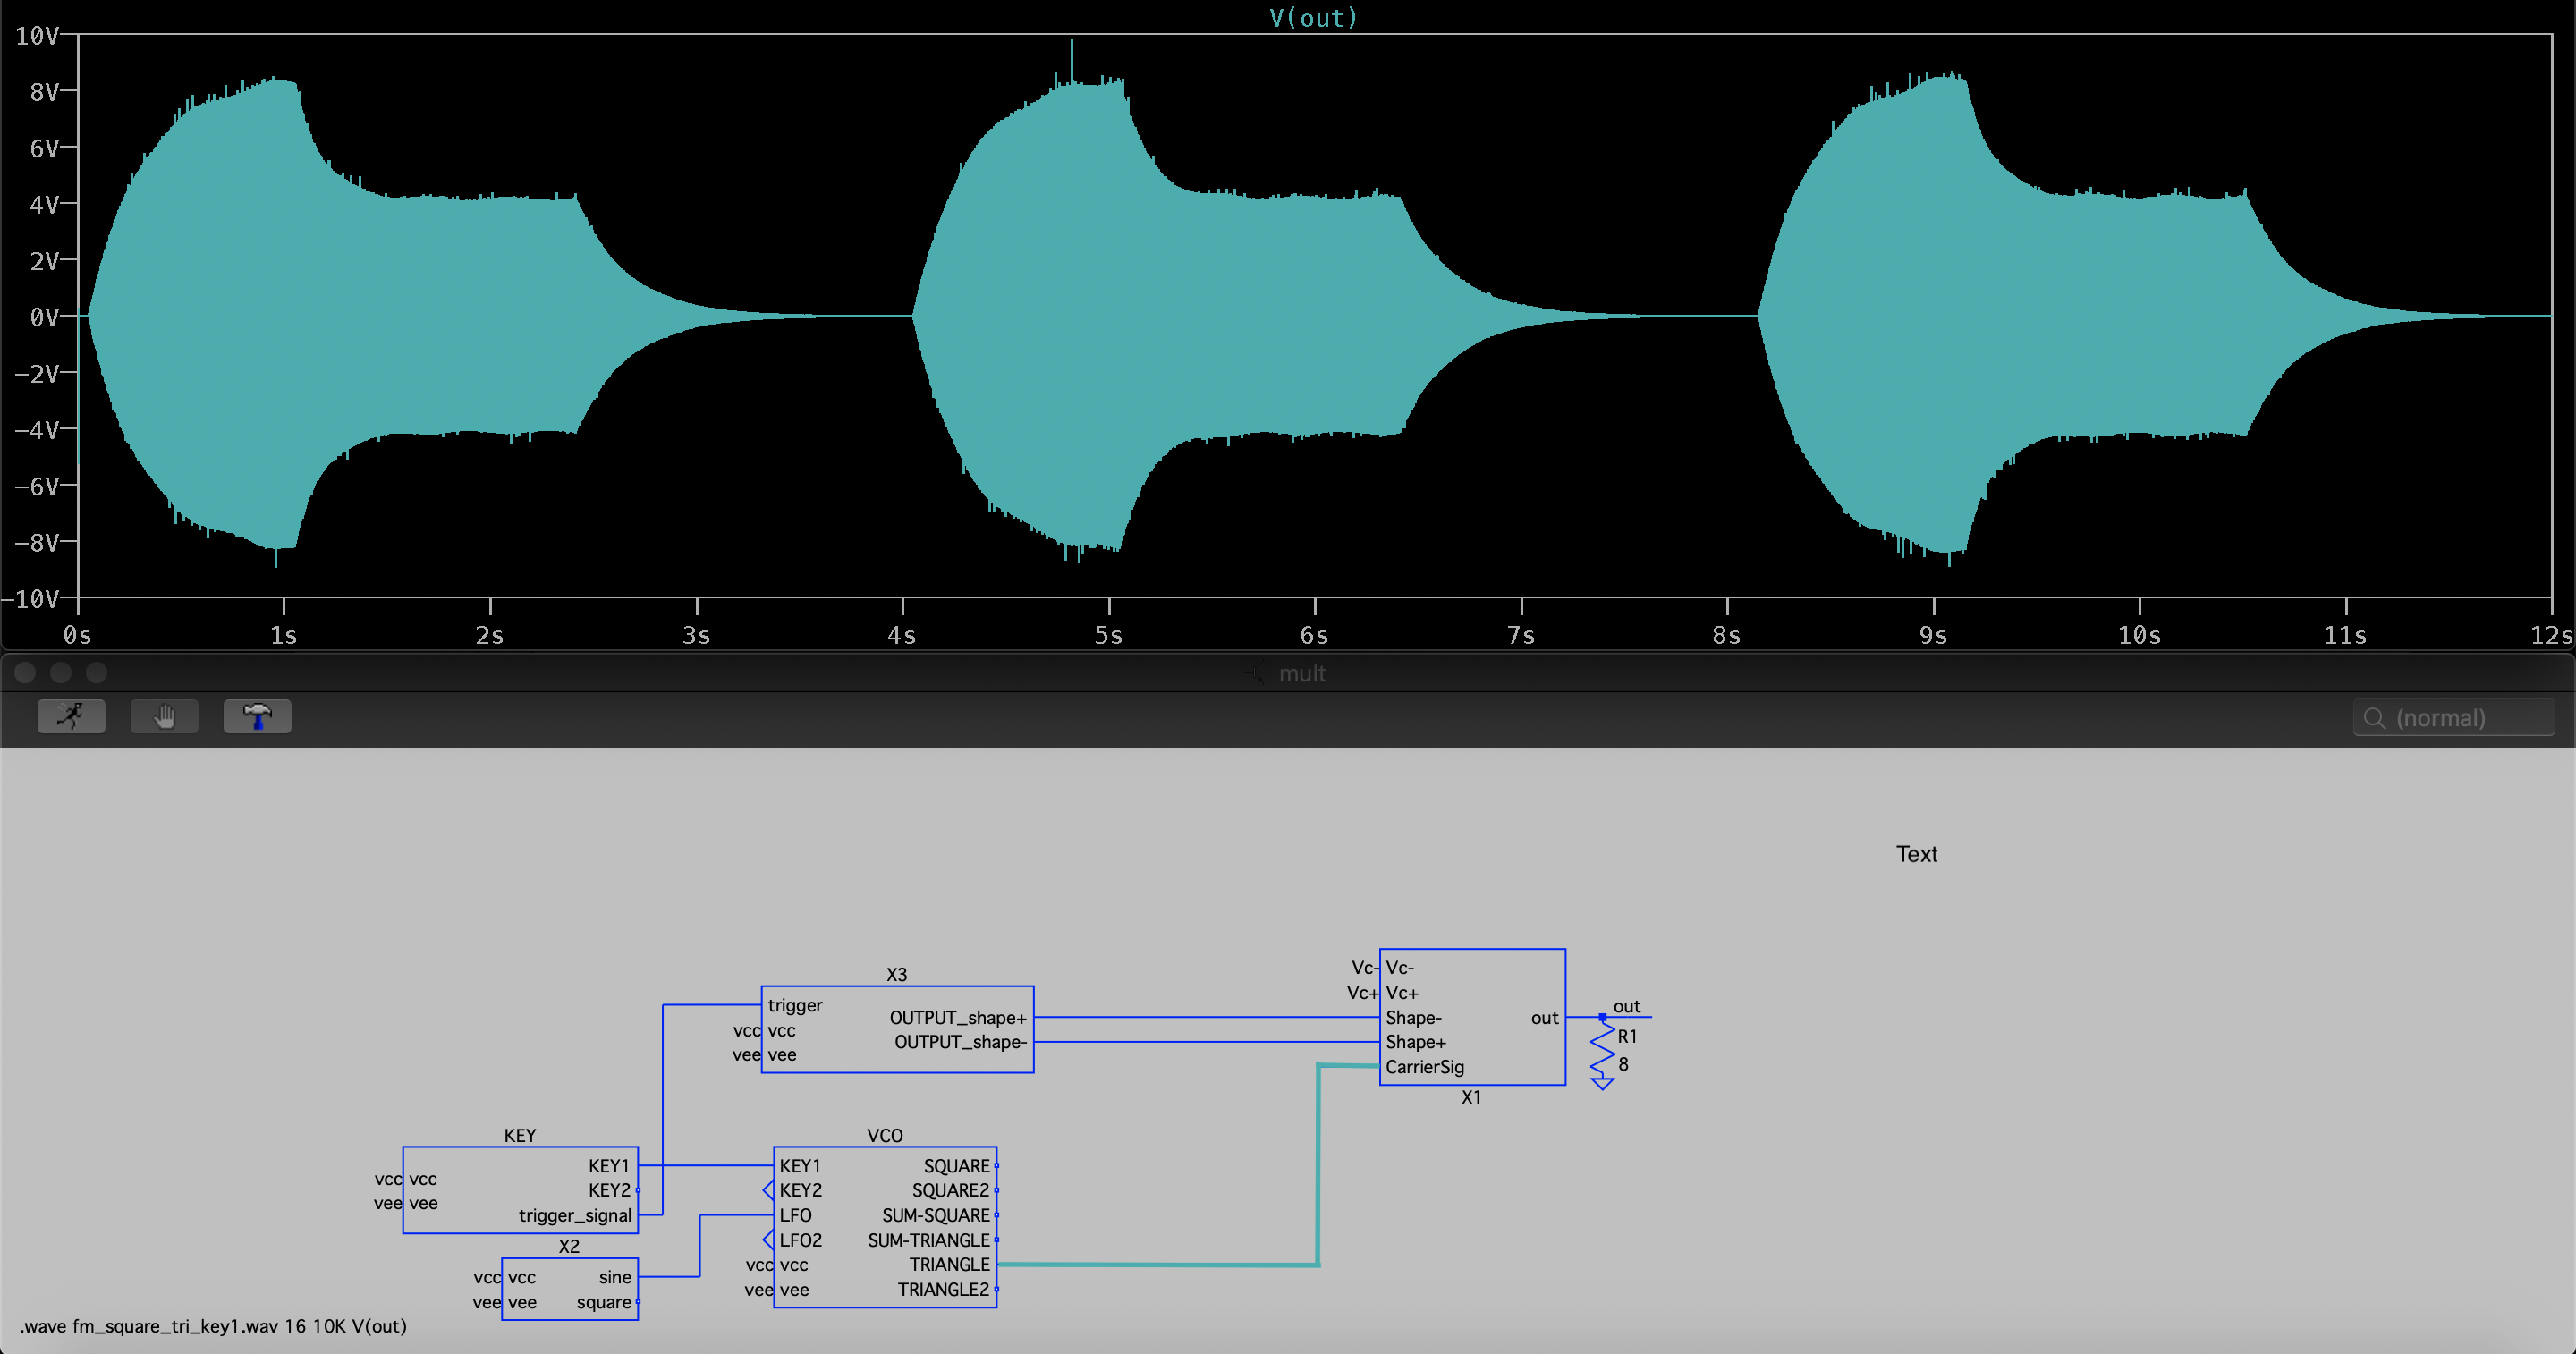 V(out)
10V
8V
6V
4V
2V
0V
−2V
−4V
−6V
−8V
−10V
0s 1s 2s 3s 4s 5s 6s 7s 8s 9s 10s 11s 12s
mult
(normal)
Text
X3
trigger
vcc vcc
vee vee
OUTPUT_shape+
OUTPUT_shape-
Vc- Vc-
Vc+ Vc+
Shape-
Shape+
CarrierSig
out
X1
out
R1
8
KEY
vcc vcc
vee vee
KEY1
KEY2
trigger_signal
X2
vcc vcc
vee vee
sine
square
VCO
KEY1
KEY2
LFO
LFO2
vcc vcc
vee vee
SQUARE
SQUARE2
SUM-SQUARE
SUM-TRIANGLE
TRIANGLE
TRIANGLE2
.wave fm_square_tri_key1.wav 16 10K V(out)